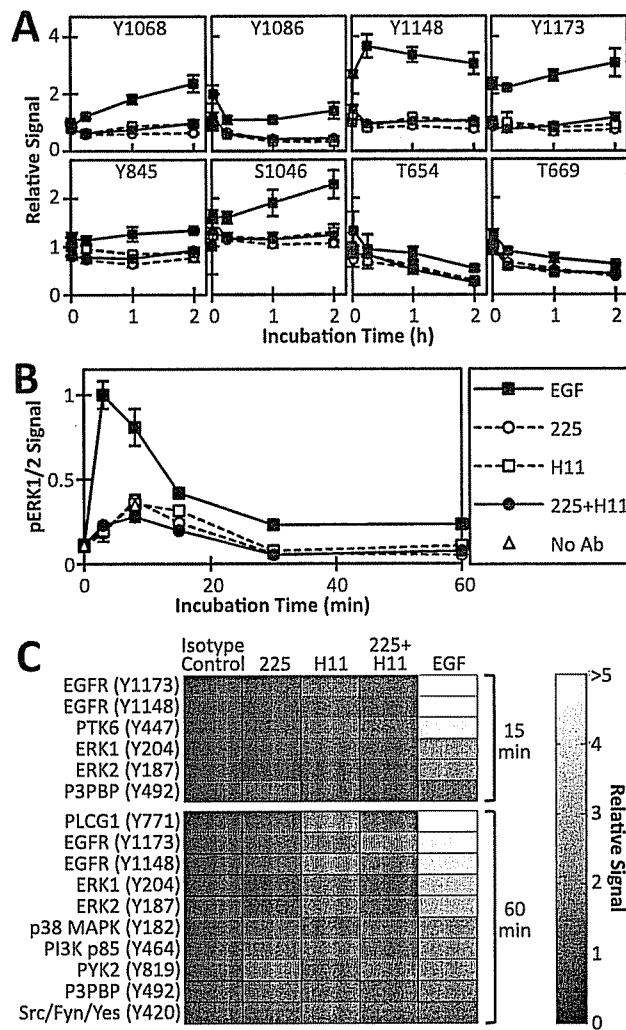 A
Y1068 Y1086 Y1148 Y1173
4
2
0
Relative Signal
Y845 S1046 T654 T669
2
1
0
0 1 2 0 1 2 0 1 2 0 1 2
Incubation Time (h)
B
pERK1/2 Signal
1
0.5
0
0 20 40 60
Incubation Time (min)
EGF
225
H11
225+H11
No Ab
C
Isotype Control 225 H11 225+ H11 EGF
EGFR (Y1173)
EGFR (Y1148)
PTK6 (Y447)
ERK1 (Y204)
ERK2 (Y187)
P3PBP (Y492)
15 min
PLCG1 (Y771)
EGFR (Y1173)
EGFR (Y1148)
ERK1 (Y204)
ERK2 (Y187)
p38 MAPK (Y182)
PI3K p85 (Y464)
PYK2 (Y819)
P3PBP (Y492)
Src/Fyn/Yes (Y420)
60 min
>5
4
3
2
1
0
Relative Signal